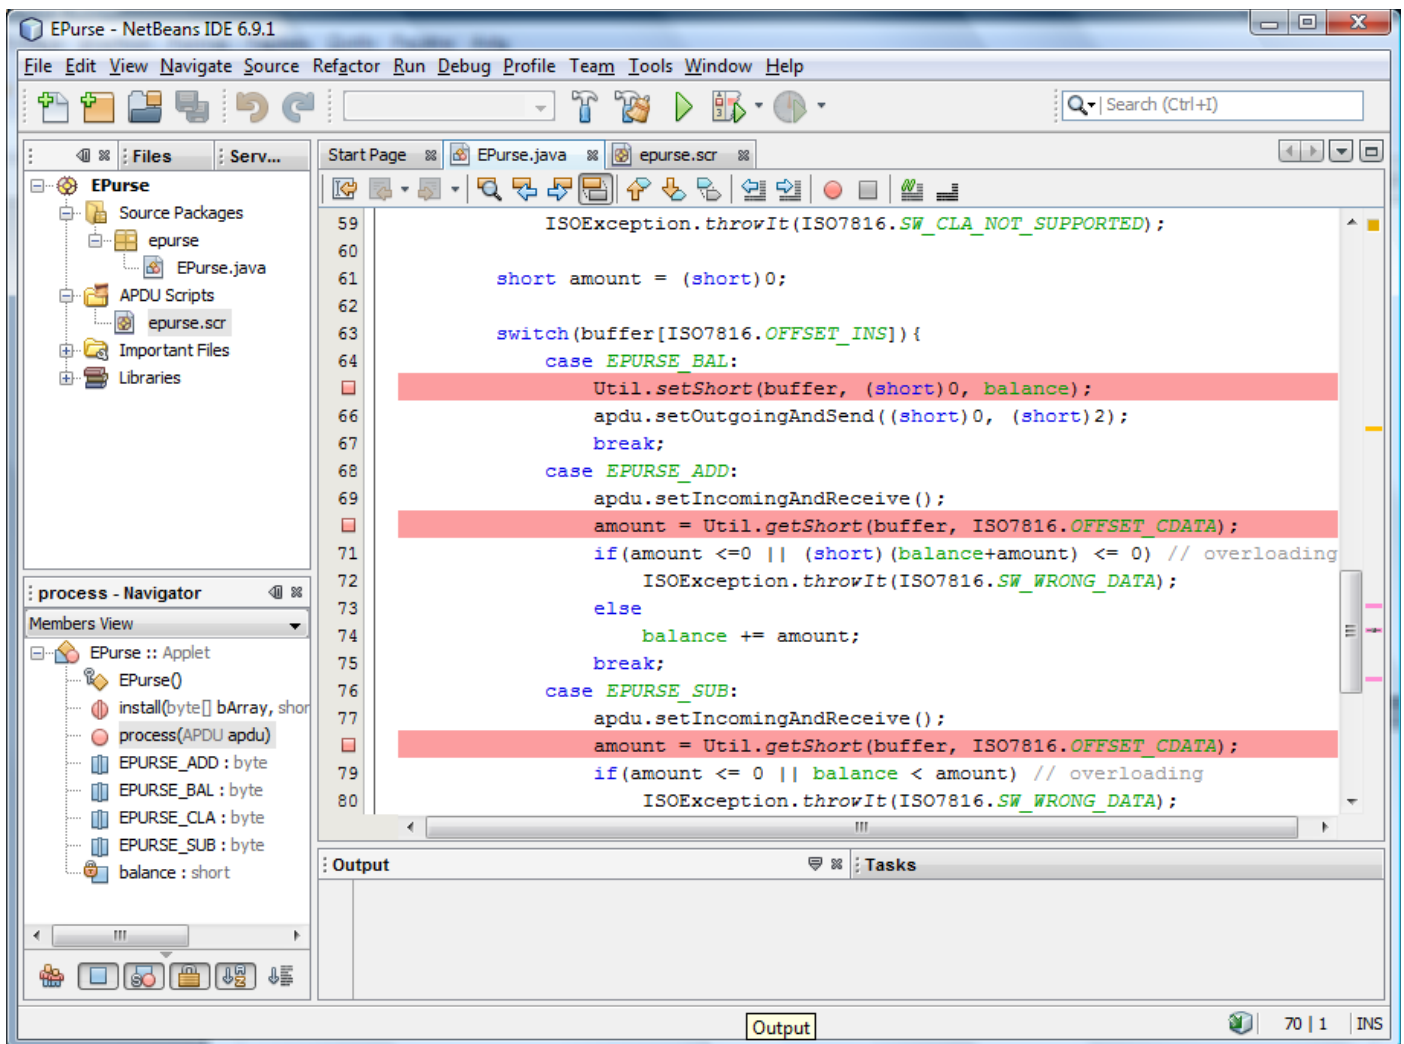 EPurse - NetBeans IDE 6.9.1
File Edit View Navigate Source Refactor Run Debug Profile Team Tools Window Help
Search (Ctrl+I)
Files Serv...
EPurse
Source Packages
epurse
EPurse.java
APDU Scripts
epurse.scr
Important Files
Libraries
process - Navigator
Members View
EPurse :: Applet
EPurse()
install(byte[] bArray, shor
process(APDU apdu)
EPURSE_ADD : byte
EPURSE_BAL : byte
EPURSE_CLA : byte
EPURSE_SUB : byte
balance : short
Start Page EPurse.java epurse.scr
59 ISOException.throwIt(ISO7816.SW_CLA_NOT_SUPPORTED);
60
61 short amount = (short)0;
62
63 switch(buffer[ISO7816.OFFSET_INS]){
64 case EPURSE_BAL:
Util.setShort(buffer, (short)0, balance);
66 apdu.setOutgoingAndSend((short)0, (short)2);
67 break;
68 case EPURSE_ADD:
69 apdu.setIncomingAndReceive();
amount = Util.getShort(buffer, ISO7816.OFFSET_CDATA);
71 if(amount <=0 || (short)(balance+amount) <= 0) // overloading
72 ISOException.throwIt(ISO7816.SW_WRONG_DATA);
73 else
74 balance += amount;
75 break;
76 case EPURSE_SUB:
77 apdu.setIncomingAndReceive();
amount = Util.getShort(buffer, ISO7816.OFFSET_CDATA);
79 if(amount <= 0 || balance < amount) // overloading
80 ISOException.throwIt(ISO7816.SW_WRONG_DATA);
Output Tasks
Output
70 | 1 INS